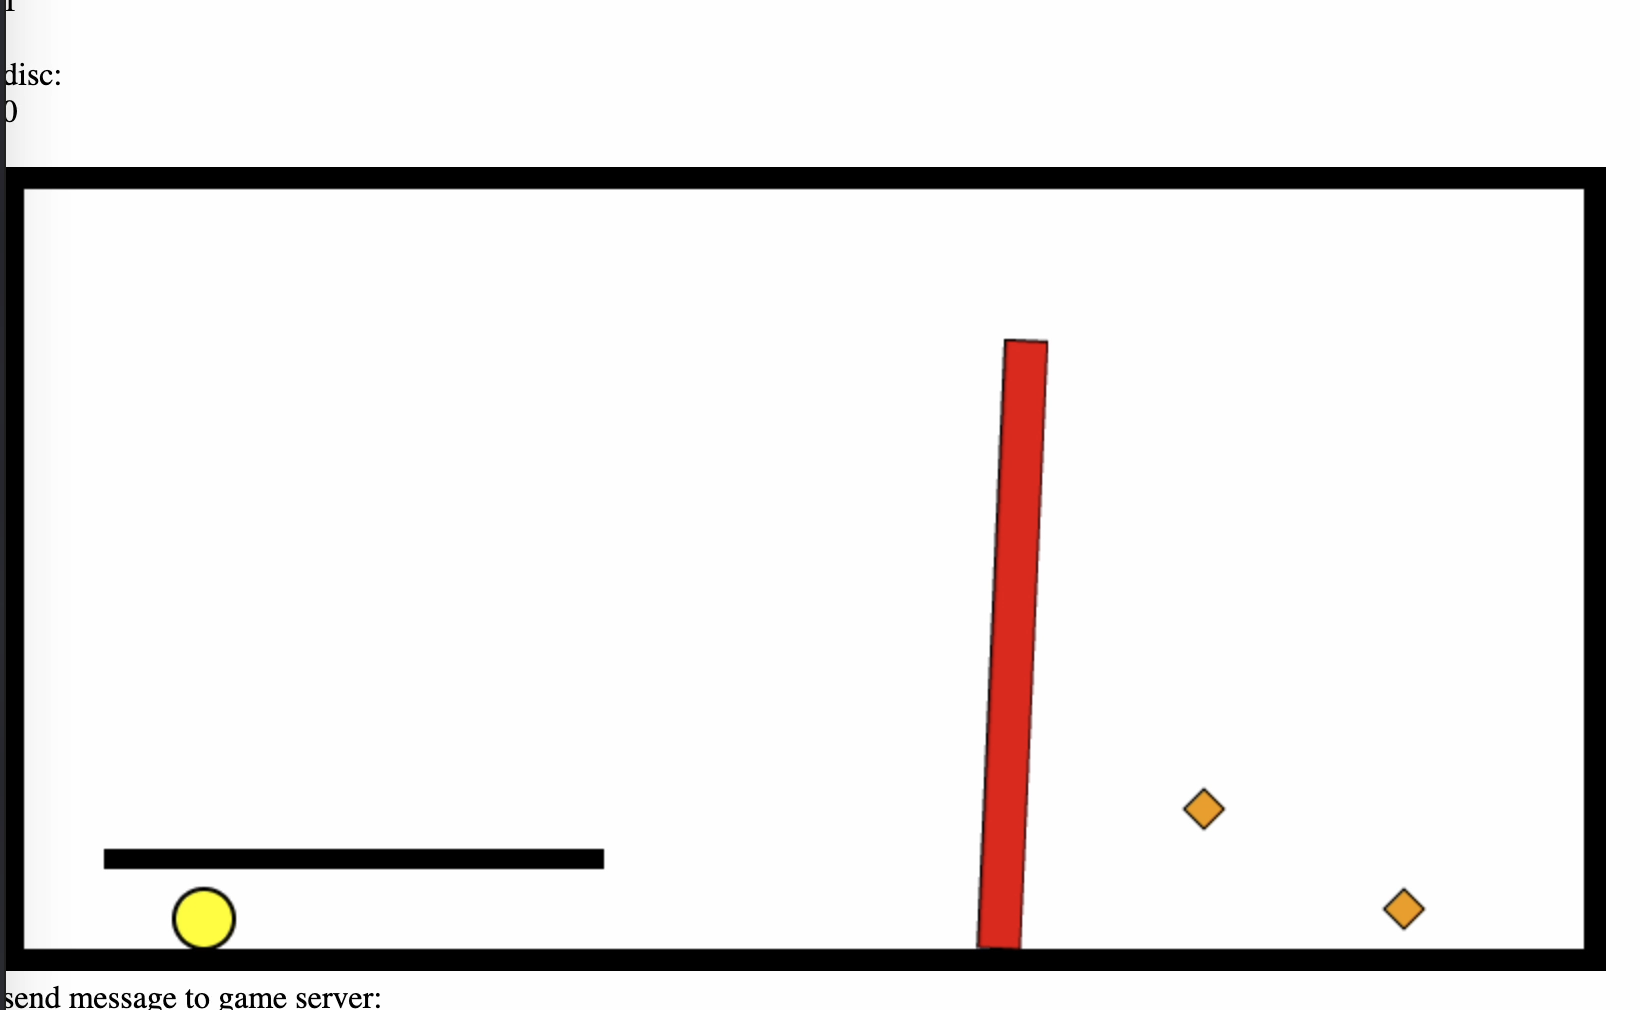 disc:
0
send message to game server: